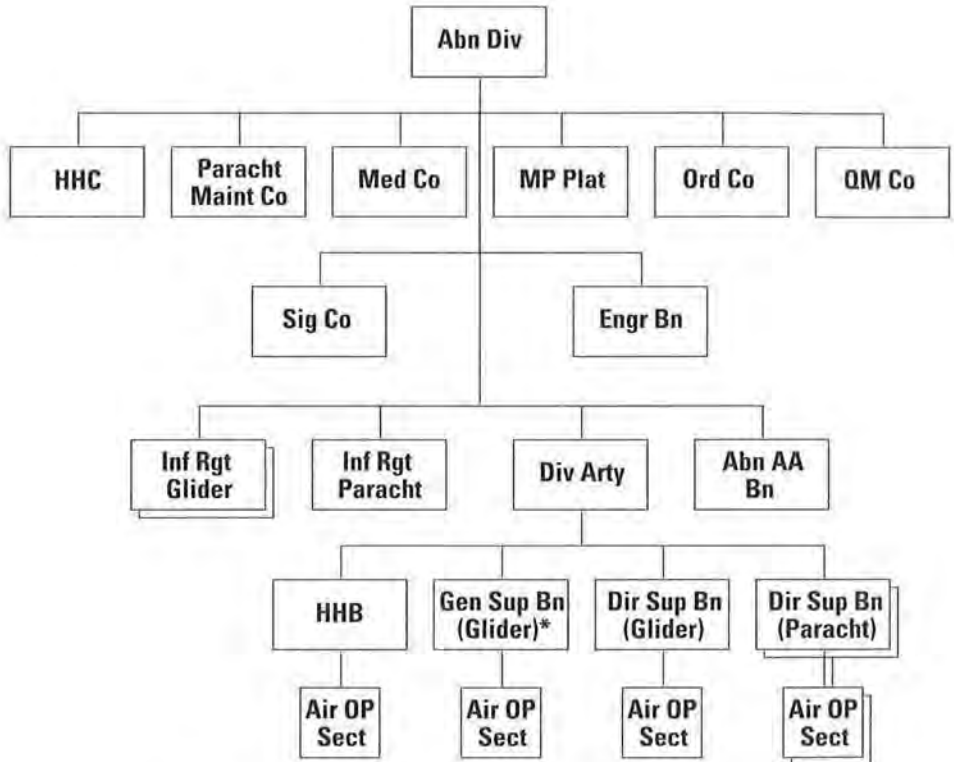 Abn Div
HHC
Paracht
Maint Co
Med Co
MP Plat
Ord Co
QM Co
Sig Co
Engr Bn
Inf Rgt
Glider
Inf Rgt
Paracht
Div Arty
Abn AA
Bn
HHB
Gen Sup Bn
(Glider)*
Dir Sup Bn
(Glider)
Dir Sup Bn
(Paracht)
Air OP
Sect
Air OP
Sect
Air OP
Sect
Air OP
Sect